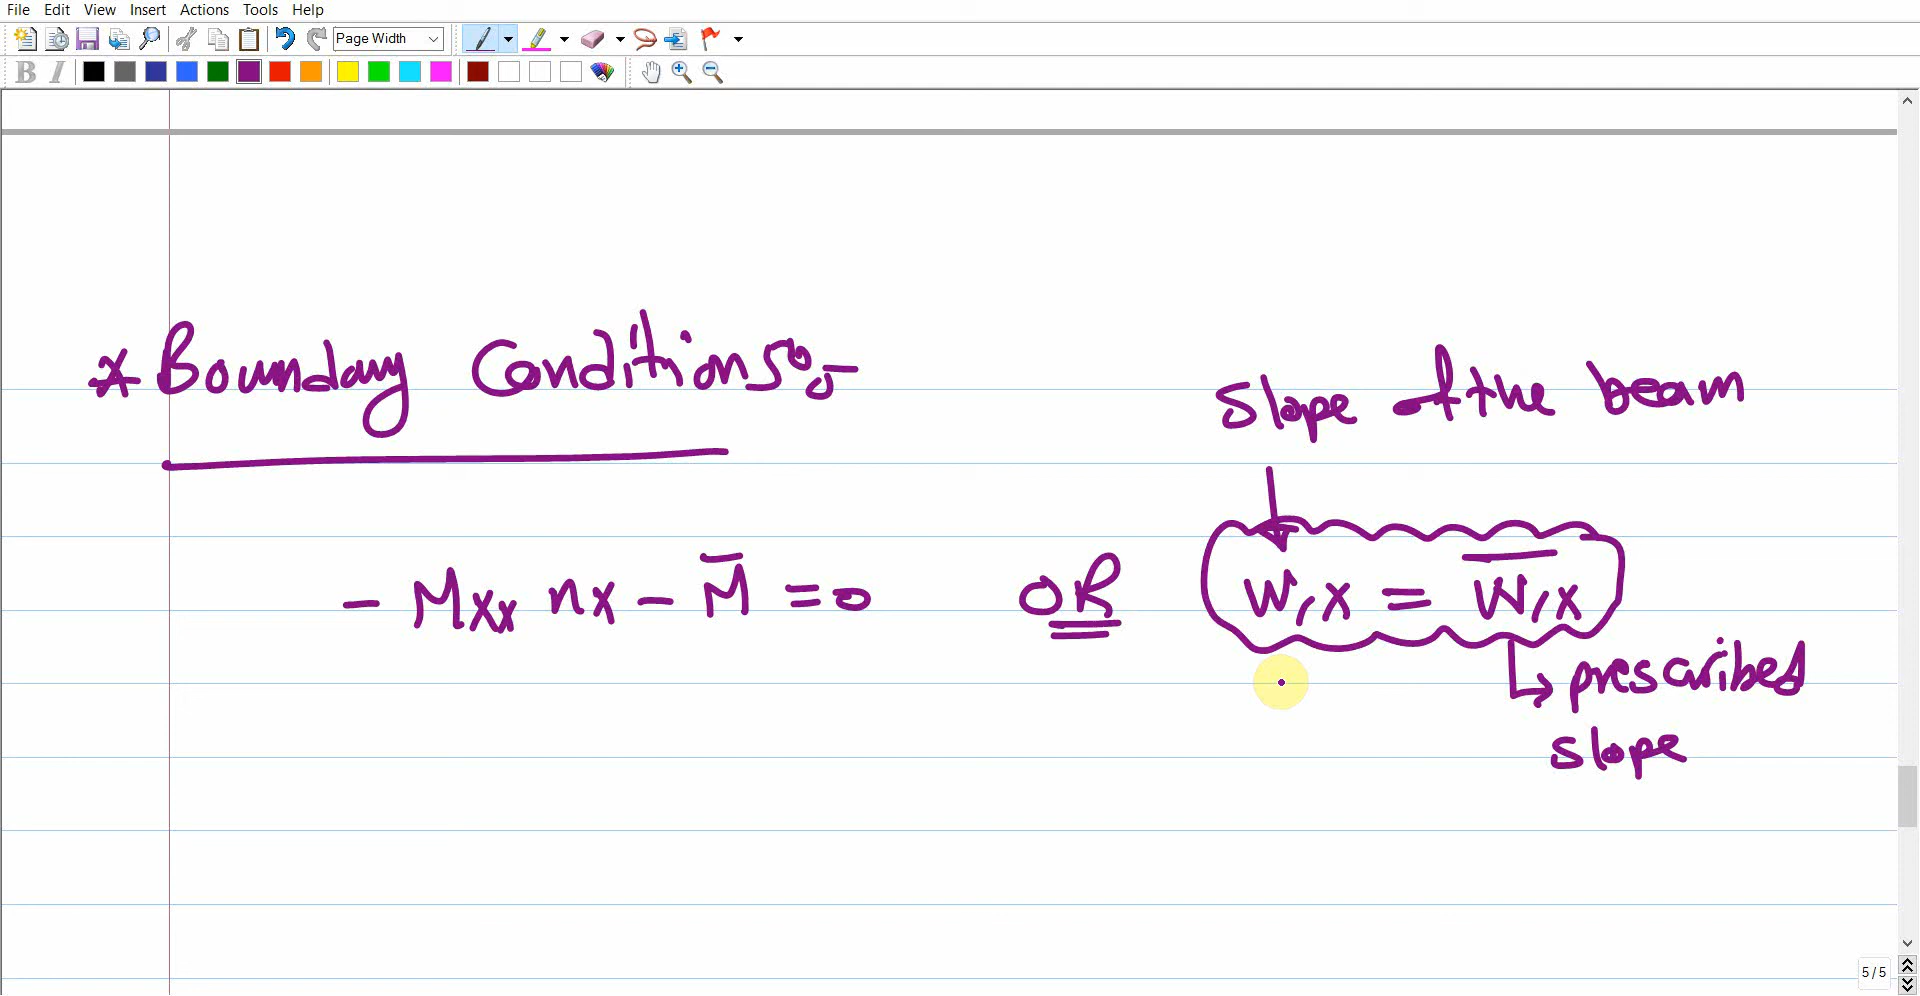 File Edit View Insert Actions Tools Help
Page Width
B I
* Boundary Conditions:-
slope of the beam
- Mxx nx - M̅ = 0 OR w,x = w̅,x̅
↳ prescribed
slope
5 / 5